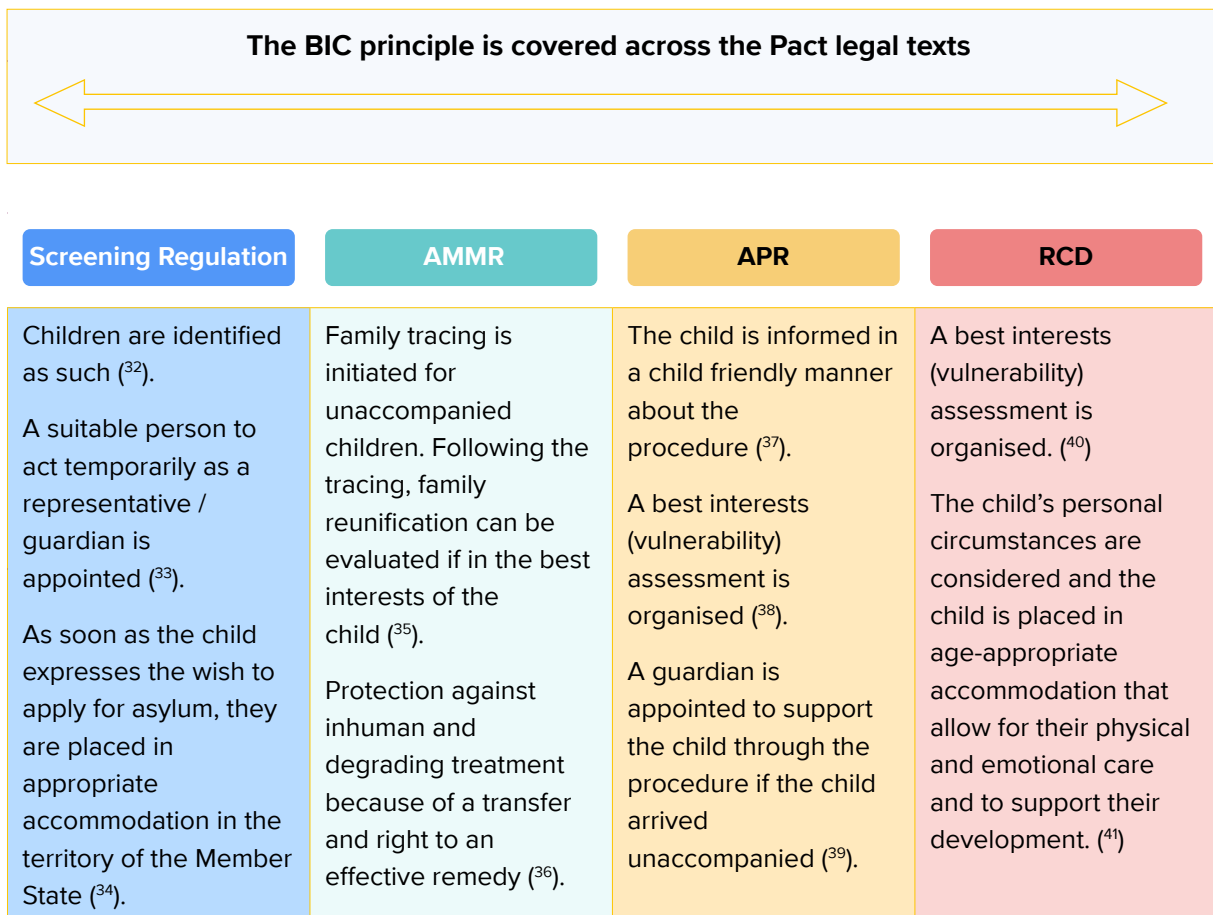 The BIC principle is covered across the Pact legal texts
Screening Regulation
Children are identified
as such (³²).
A suitable person to
act temporarily as a
representative /
guardian is
appointed (³³).
As soon as the child
expresses the wish to
apply for asylum, they
are placed in
appropriate
accommodation in the
territory of the Member
State (³⁴).
AMMR
Family tracing is
initiated for
unaccompanied
children. Following the
tracing, family
reunification can be
evaluated if in the best
interests of the
child (³⁵).
Protection against
inhuman and
degrading treatment
because of a transfer
and right to an
effective remedy (³⁶).
APR
The child is informed in
a child friendly manner
about the
procedure (³⁷).
A best interests
(vulnerability)
assessment is
organised (³⁸).
A guardian is
appointed to support
the child through the
procedure if the child
arrived
unaccompanied (³⁹).
RCD
A best interests
(vulnerability)
assessment is
organised. (⁴⁰)
The child’s personal
circumstances are
considered and the
child is placed in
age-appropriate
accommodation that
allow for their physical
and emotional care
and to support their
development. (⁴¹)